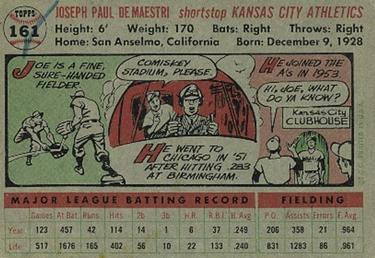 TOPPS
161
JOSEPH PAUL DE MAESTRI shortstop KANSAS CITY ATHLETICS
Height: 6' Weight: 170 Bats: Right Throws: Right
Home: San Anselmo, California Born: December 9, 1928
JOE IS A FINE,
SURE-HANDED
FIELDER
COMISKEY
STADIUM, PLEASE
HE WENT TO
CHICAGO IN '51
AFTER HITTING .283
AT BIRMINGHAM.
HE JOINED
THE A'S IN 1953.
HI, JOE, WHAT
DO YA KNOW?
Kansas City
CLUBHOUSE
MAJOR LEAGUE BATTING RECORD FIELDING
Games At Bat Runs Hits 2b 3b H.R. R.B.I. B. Avg P.O. Assists Errors F. Avg.
Year 123 457 42 114 14 1 6 37 .249 206 358 21 .964
Life 517 1676 165 402 56 10 22 133 .240 831 1283 86 .961